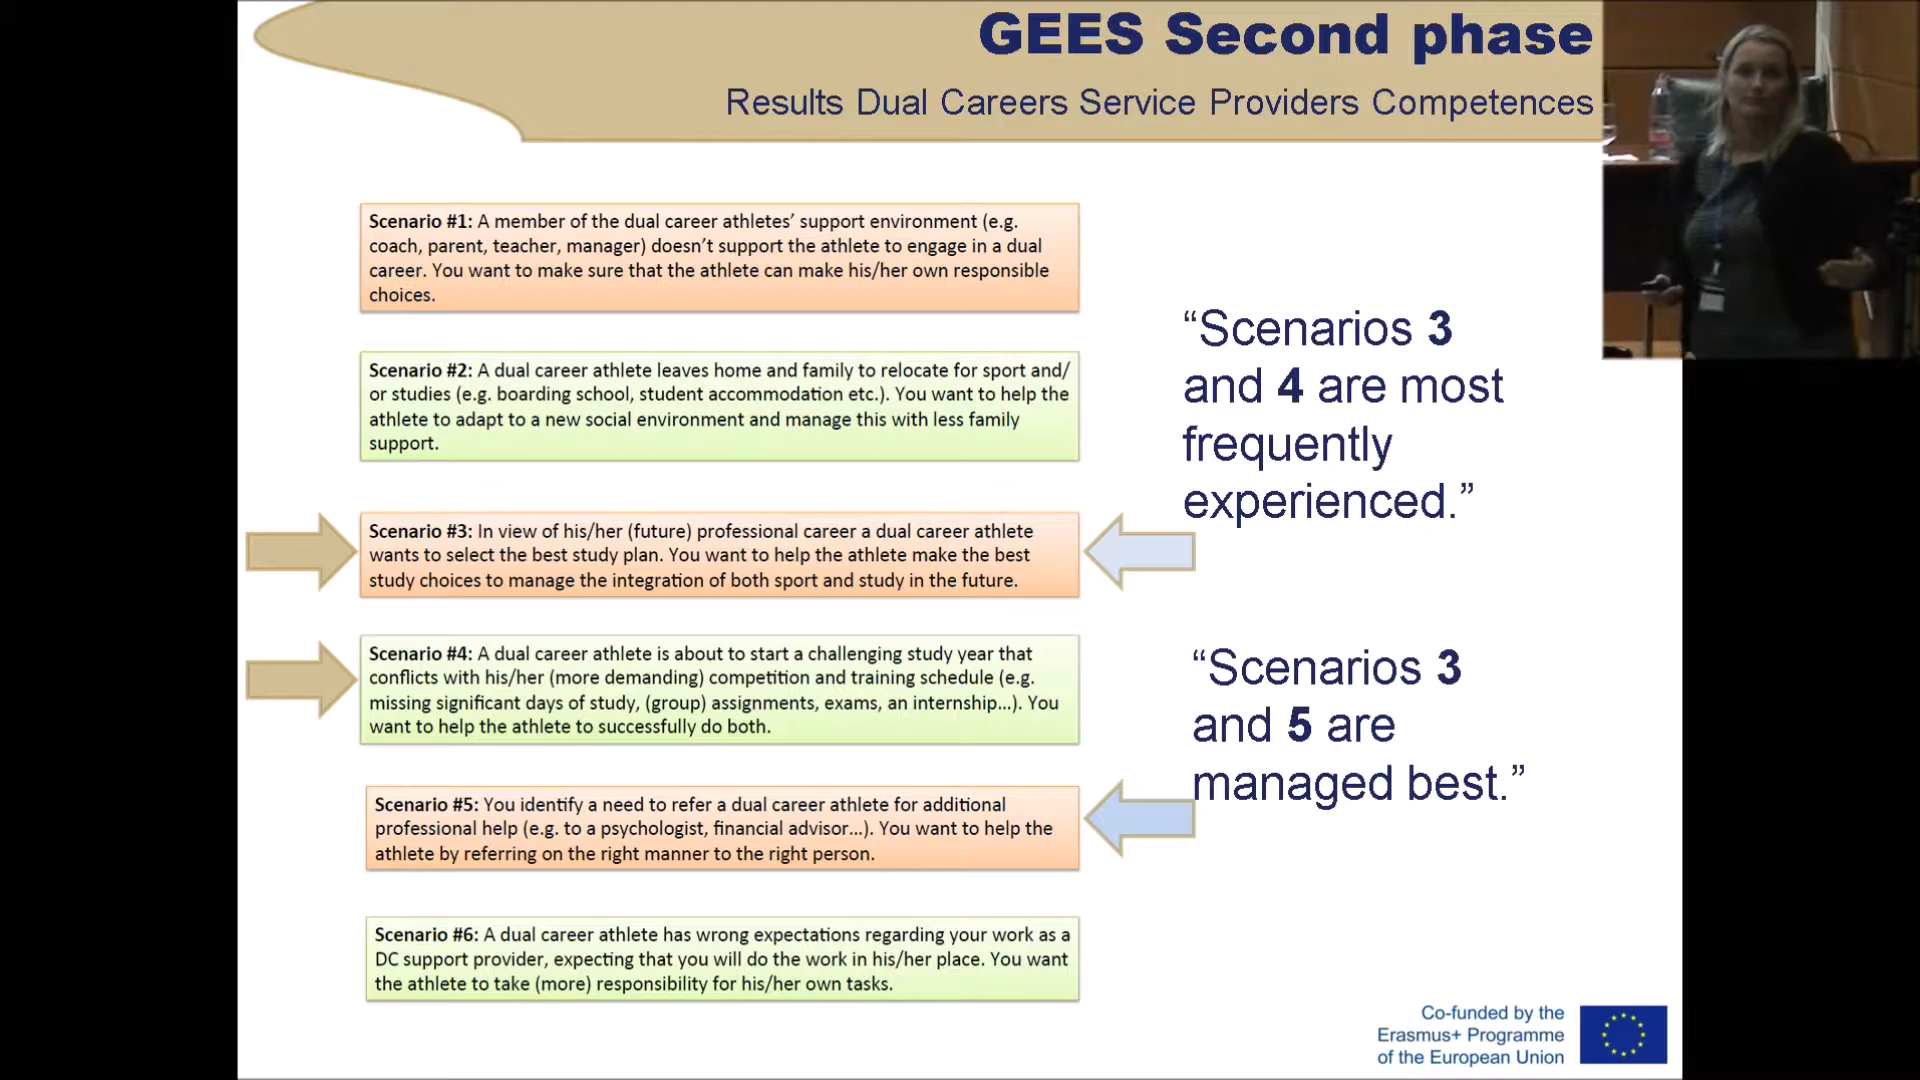 GEES Second phase
Results Dual Careers Service Providers Competences
Scenario #1: A member of the dual career athletes’ support environment (e.g.
coach, parent, teacher, manager) doesn’t support the athlete to engage in a dual
career. You want to make sure that the athlete can make his/her own responsible
choices.
Scenario #2: A dual career athlete leaves home and family to relocate for sport and/
or studies (e.g. boarding school, student accommodation etc.). You want to help the
athlete to adapt to a new social environment and manage this with less family
support.
Scenario #3: In view of his/her (future) professional career a dual career athlete
wants to select the best study plan. You want to help the athlete make the best
study choices to manage the integration of both sport and study in the future.
Scenario #4: A dual career athlete is about to start a challenging study year that
conflicts with his/her (more demanding) competition and training schedule (e.g.
missing significant days of study, (group) assignments, exams, an internship...). You
want to help the athlete to successfully do both.
Scenario #5: You identify a need to refer a dual career athlete for additional
professional help (e.g. to a psychologist, financial advisor...). You want to help the
athlete by referring on the right manner to the right person.
Scenario #6: A dual career athlete has wrong expectations regarding your work as a
DC support provider, expecting that you will do the work in his/her place. You want
the athlete to take (more) responsibility for his/her own tasks.
“Scenarios 3
and 4 are most
frequently
experienced.”
“Scenarios 3
and 5 are
managed best.”
Co-funded by the
Erasmus+ Programme
of the European Union